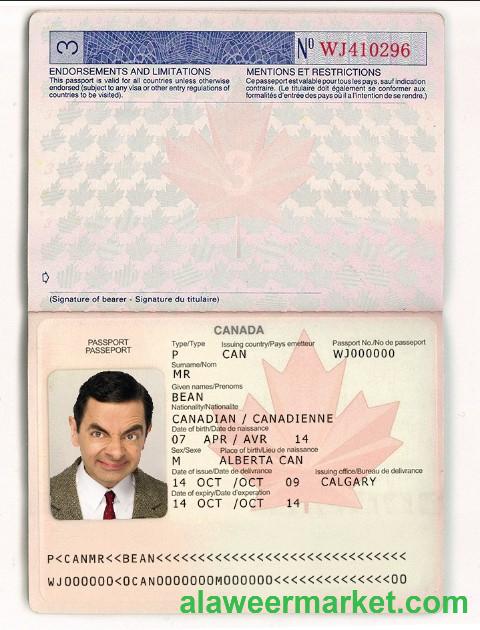 3
Nº WJ410296
ENDORSEMENTS AND LIMITATIONS
This passport is valid for all countries unless otherwise
endorsed (subject to any visa or other entry regulations of
countries to be visited).
MENTIONS ET RESTRICTIONS
Ce passeport est valable pour tous les pays, sauf indication
contraire. (Le titulaire doit également se conformer aux
formalités d'entrée des pays où il a l'intention de se rendre.)
3
(Signature of bearer - Signature du titulaire)
CANADA
PASSPORT
PASSEPORT
Type/Type Issuing country/Pays emetteur Passport No./No de passeport
P CAN WJ000000
Surname/Nom
MR
Given names/Prenoms
BEAN
Nationality/Nationalite
CANADIAN / CANADIENNE
Date of birth/Date de naissance
07 APR / AVR 14
Sex/Sexe Place of birth/Lieu de naissance
M ALBERTA CAN
Date of issue/Date de delivrance Issuing office/Bureau de delivrance
14 OCT /OCT 09 CALGARY
Date of expiry/Date d'experation
14 OCT /OCT 14
P<CANMR<<BEAN<<<<<<<<<<<<<<<<<<<<<<<<<<<<<<
WJ000000<0CAN0000000M000000<<<<<<<<<<<<<<00
alaweermarket.com